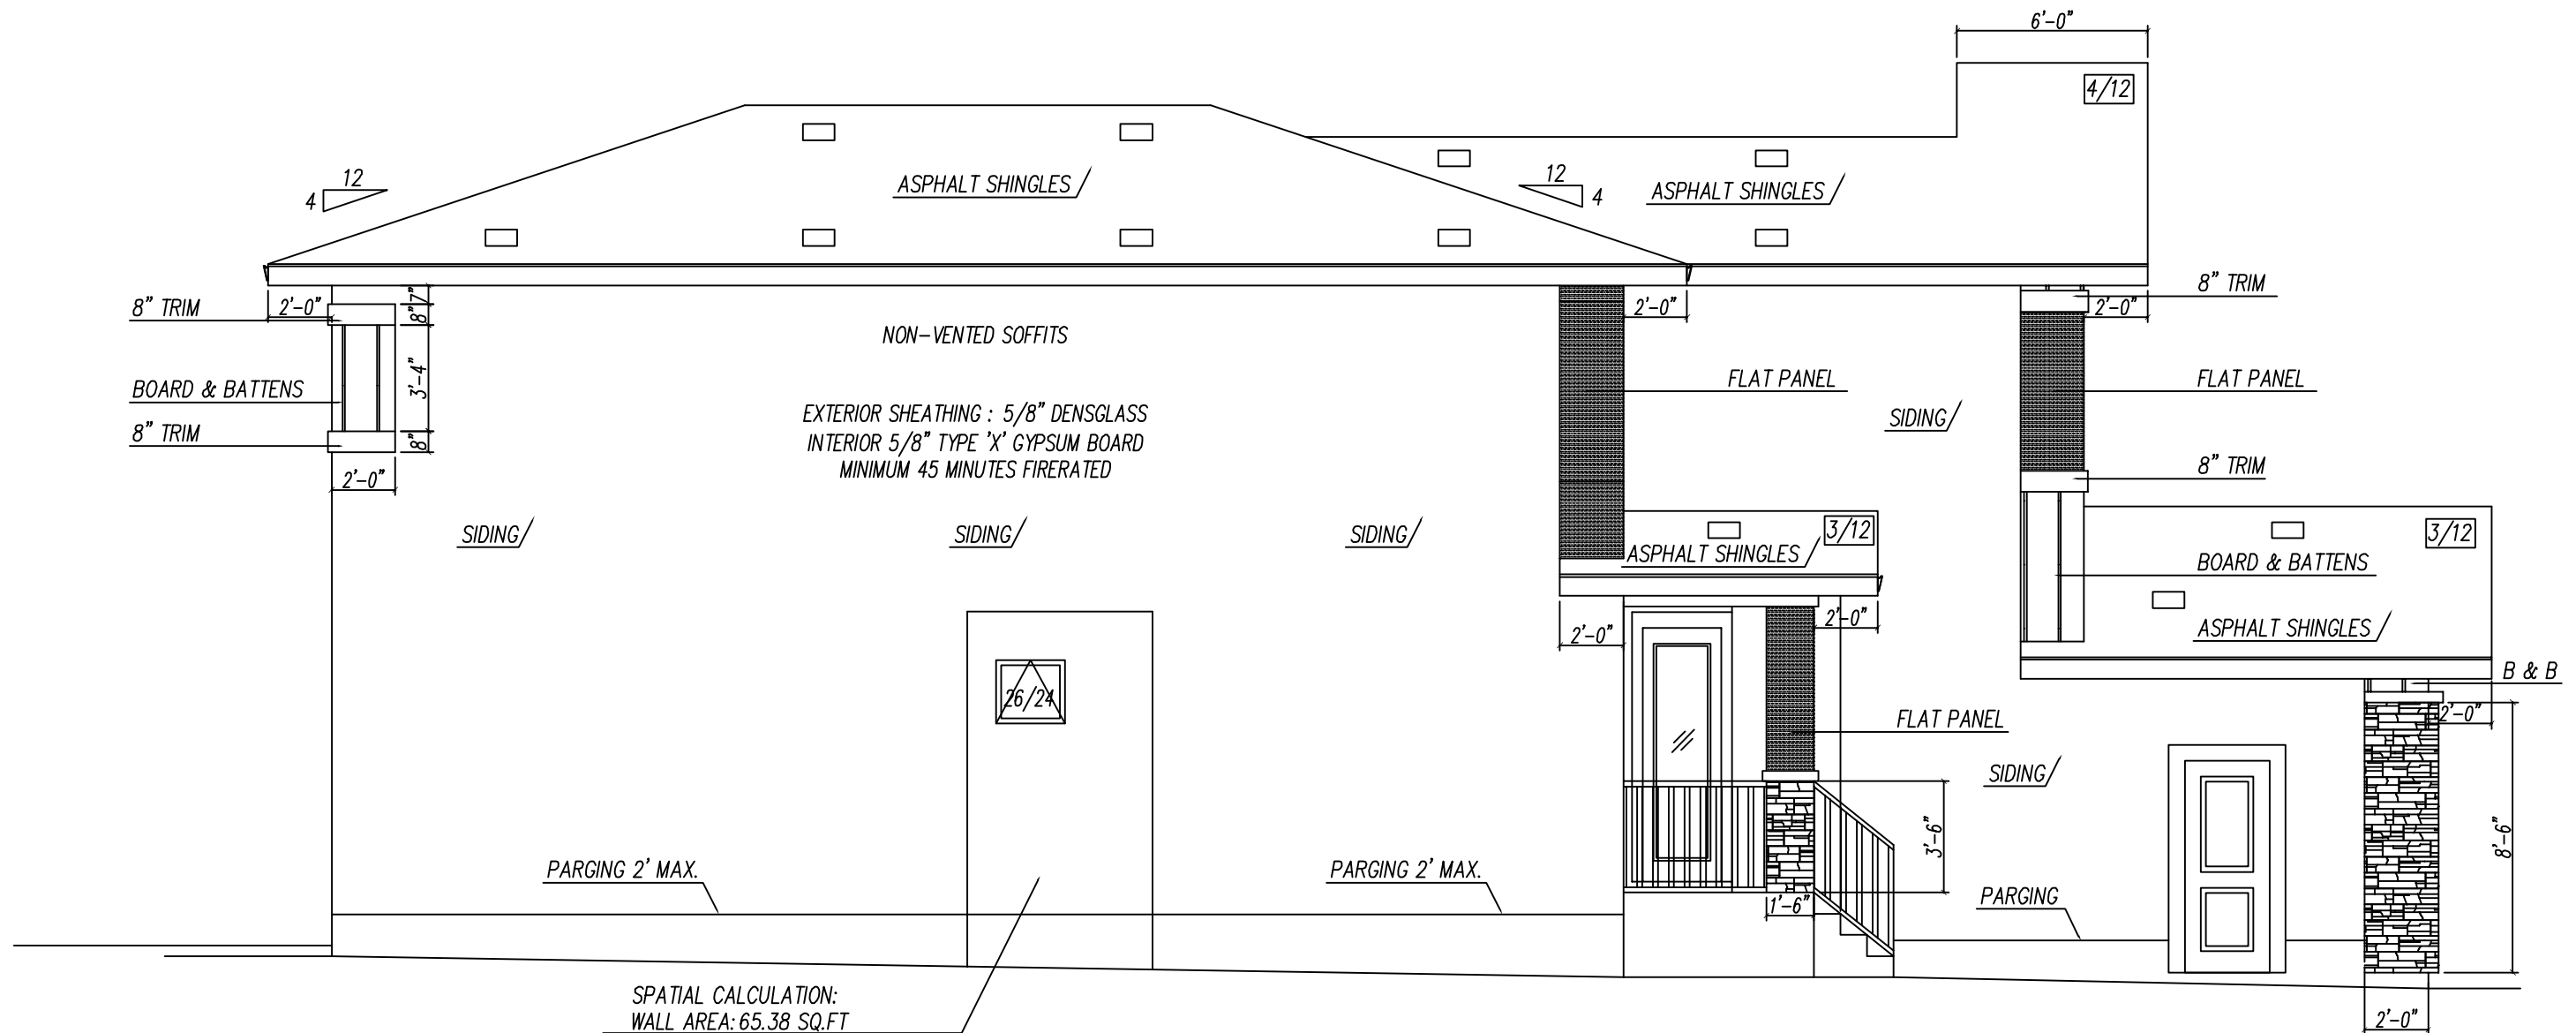 6'-0"
4/12
12
4
ASPHALT SHINGLES
12
4
ASPHALT SHINGLES
8" TRIM
2'-0"
7"
8"
NON-VENTED SOFFITS
2'-0"
8" TRIM
2'-0"
BOARD & BATTENS
3'-4"
FLAT PANEL
FLAT PANEL
EXTERIOR SHEATHING : 5/8" DENSGLASS
INTERIOR 5/8" TYPE 'X' GYPSUM BOARD
MINIMUM 45 MINUTES FIRERATED
SIDING
8" TRIM
8"
2'-0"
8" TRIM
SIDING
SIDING
SIDING
ASPHALT SHINGLES
3/12
3/12
BOARD & BATTENS
2'-0"
2'-0"
ASPHALT SHINGLES
26/24
B & B
2'-0"
FLAT PANEL
SIDING
3'-6"
8'-6"
PARGING 2' MAX.
PARGING 2' MAX.
1'-6"
PARGING
SPATIAL CALCULATION:
WALL AREA: 65.38 SQ.FT
2'-0"